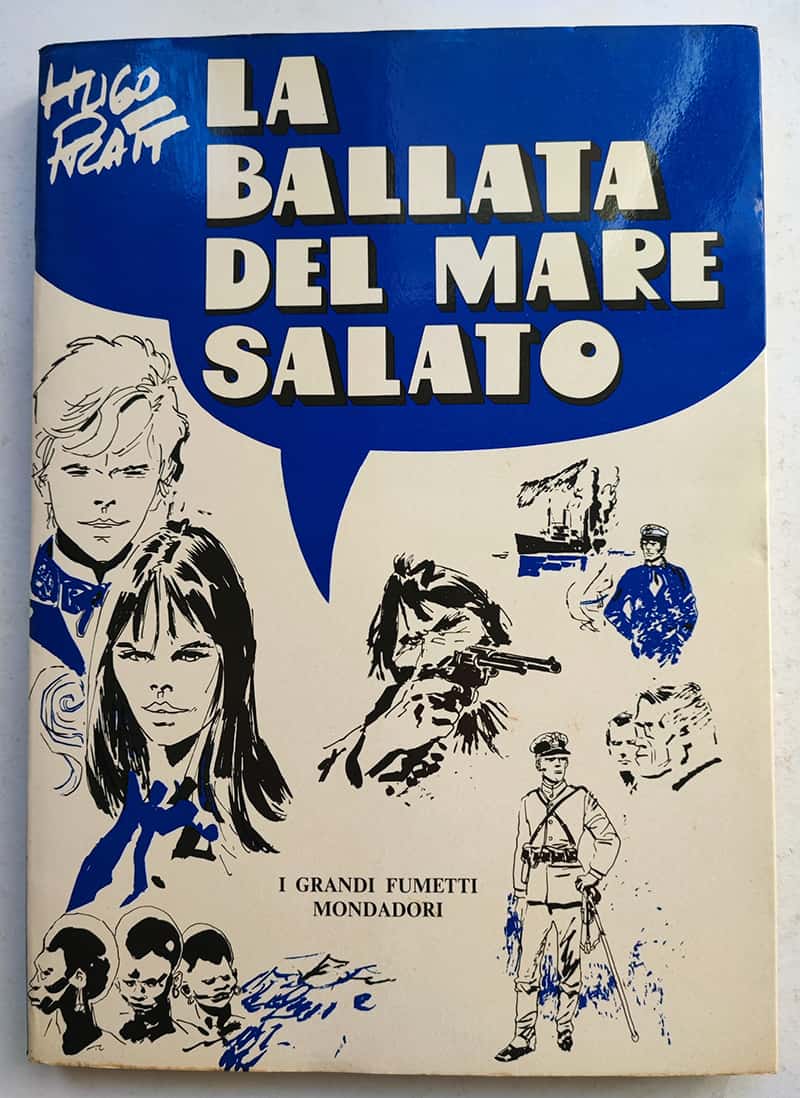 HUGO
PRATT
LA
BALLATA
DEL MARE
SALATO
I GRANDI FUMETTI
MONDADORI